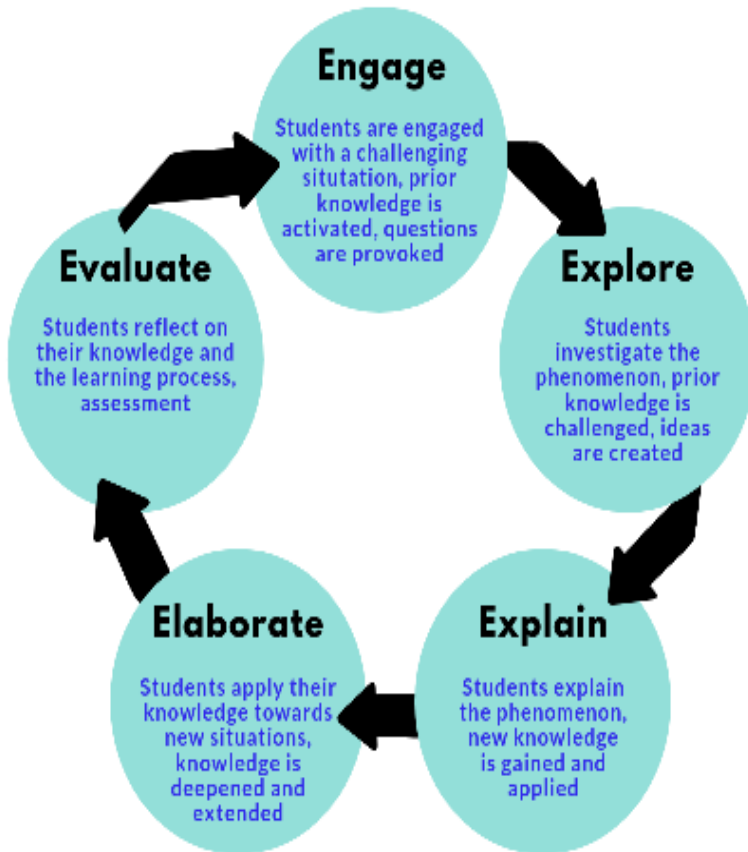 Engage
Students are engaged
with a challenging
situtation, prior
knowledge is
activated, questions
are provoked
Explore
Students
investigate the
phenomenon, prior
knowledge is
challenged, ideas
are created
Explain
Students explain
the phenomenon,
new knowledge
is gained and
applied
Elaborate
Students apply their
knowledge towards
new situations,
knowledge is
deepened and
extended
Evaluate
Students reflect on
their knowledge and
the learning process,
assessment